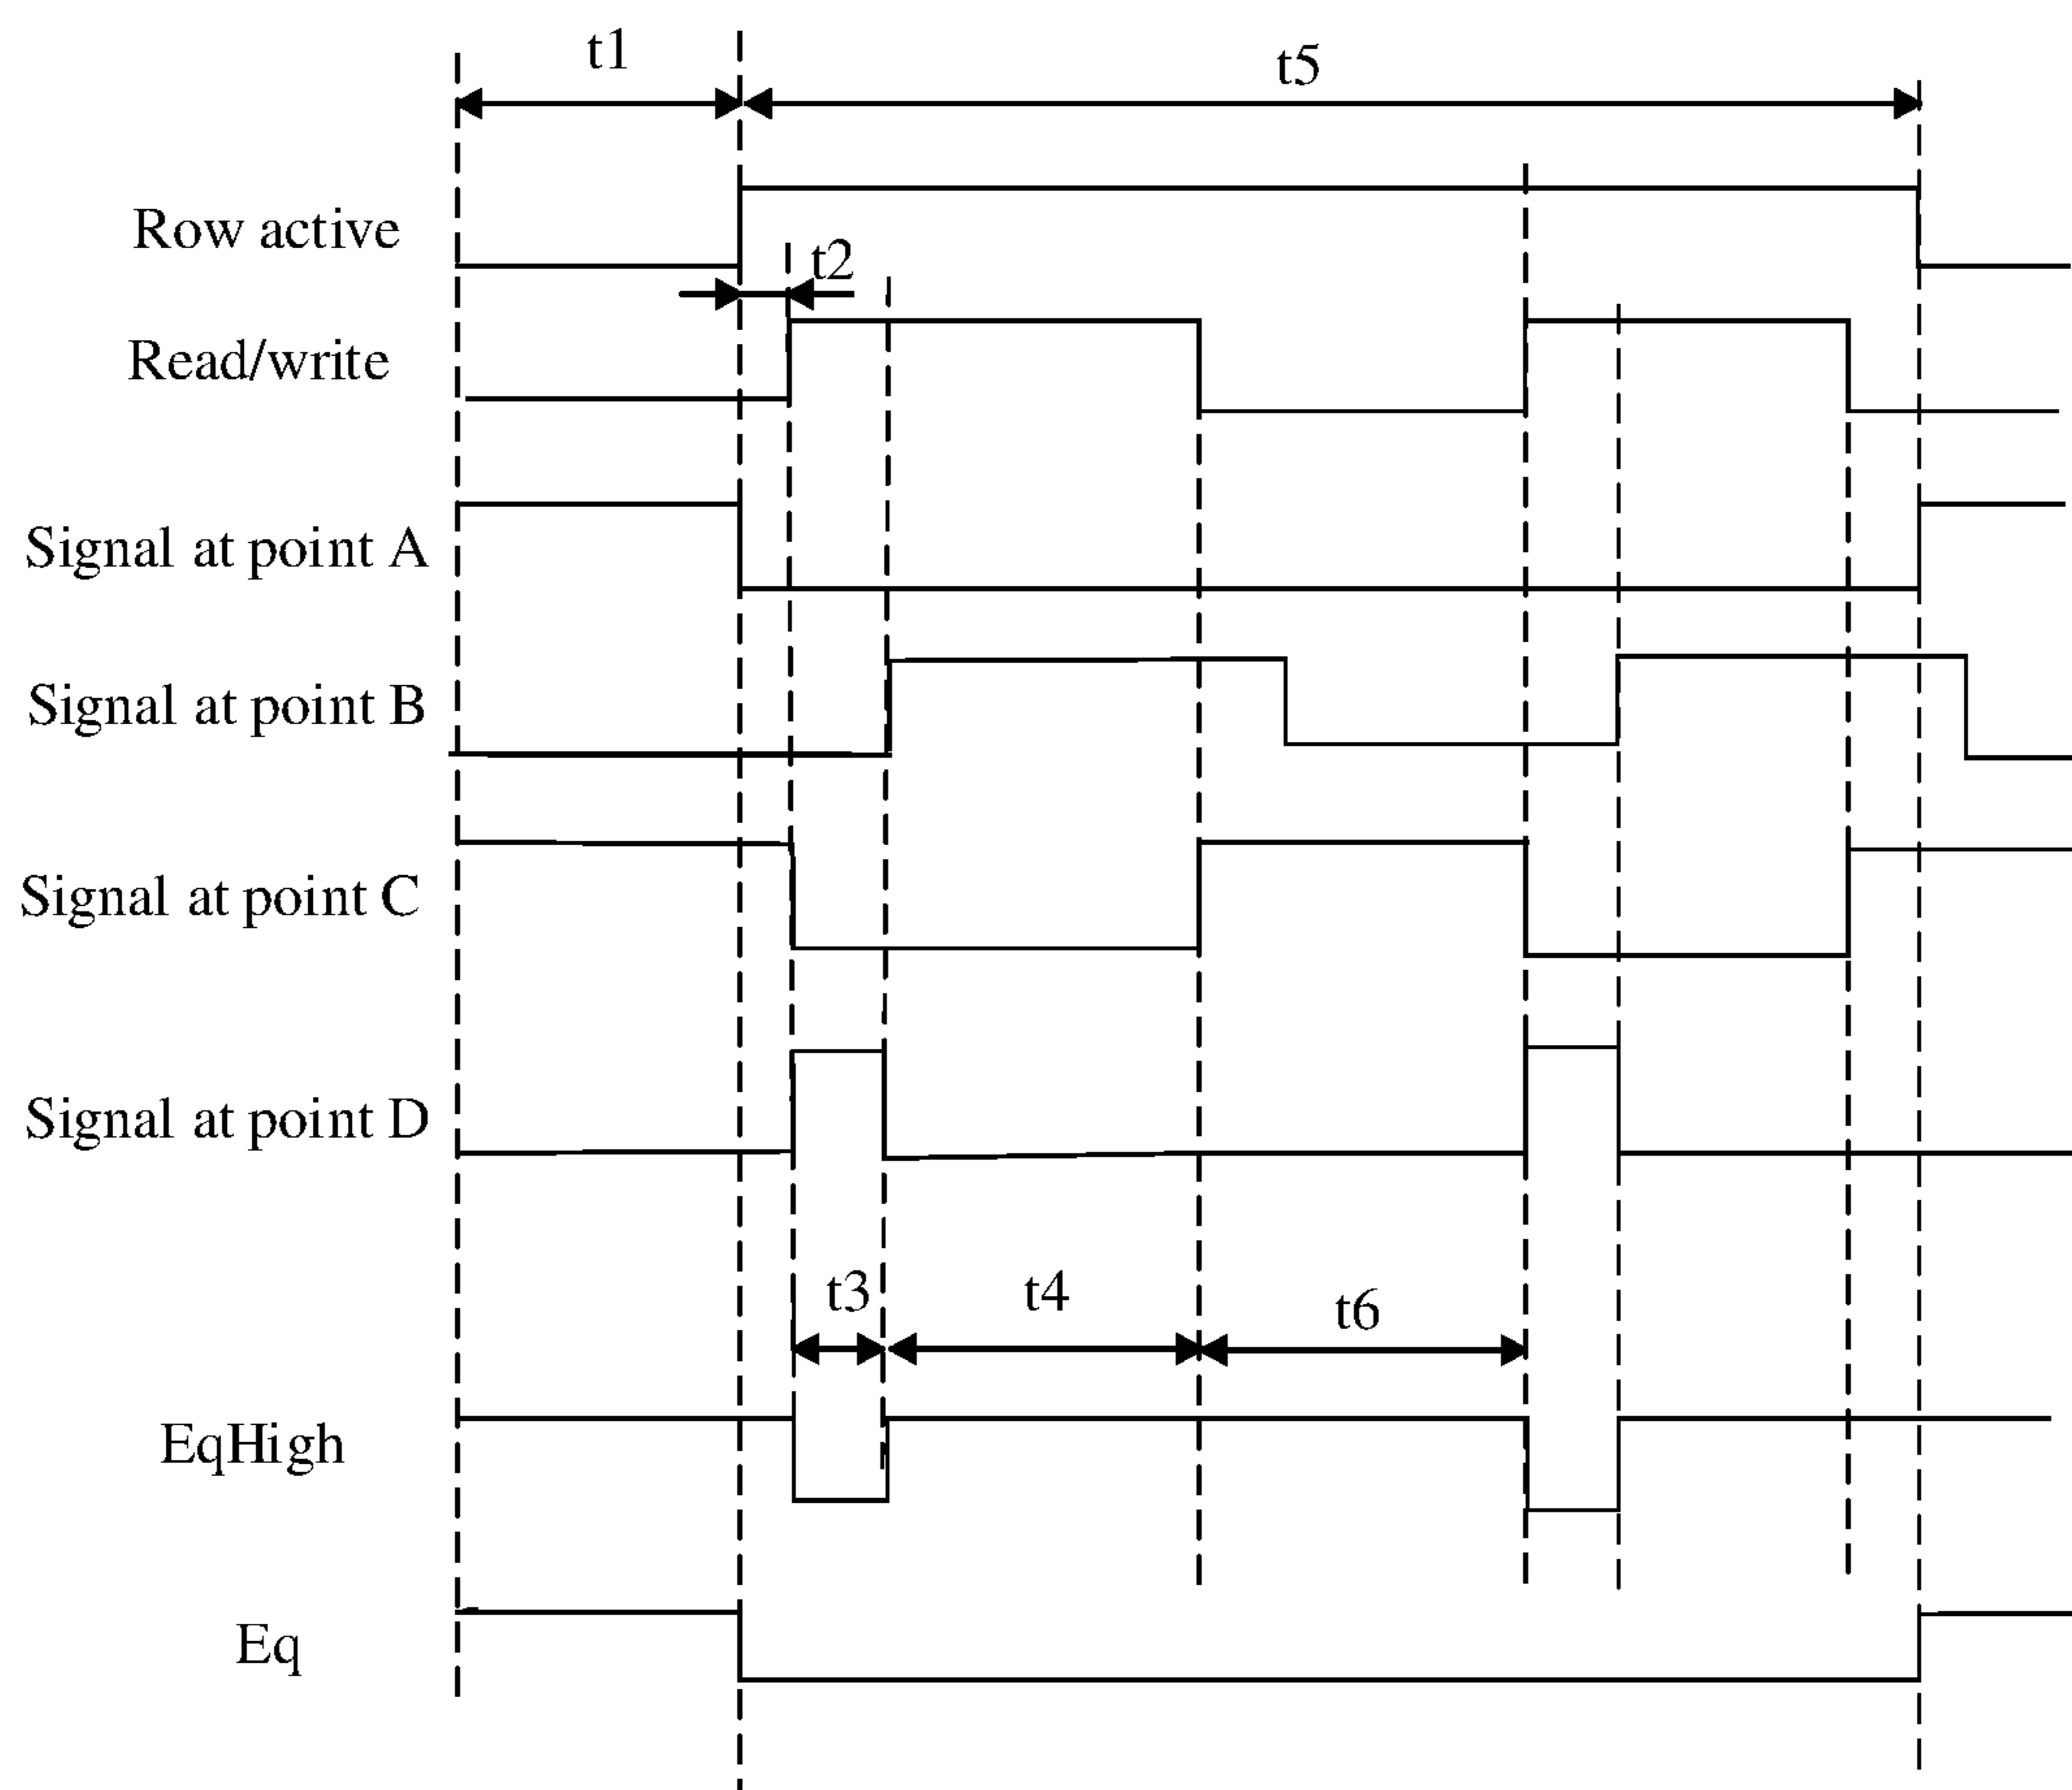 t1
t5
Row active
t2
Read/write
Signal at point A
Signal at point B
Signal at point C
Signal at point D
t3
t4
t6
EqHigh
Eq